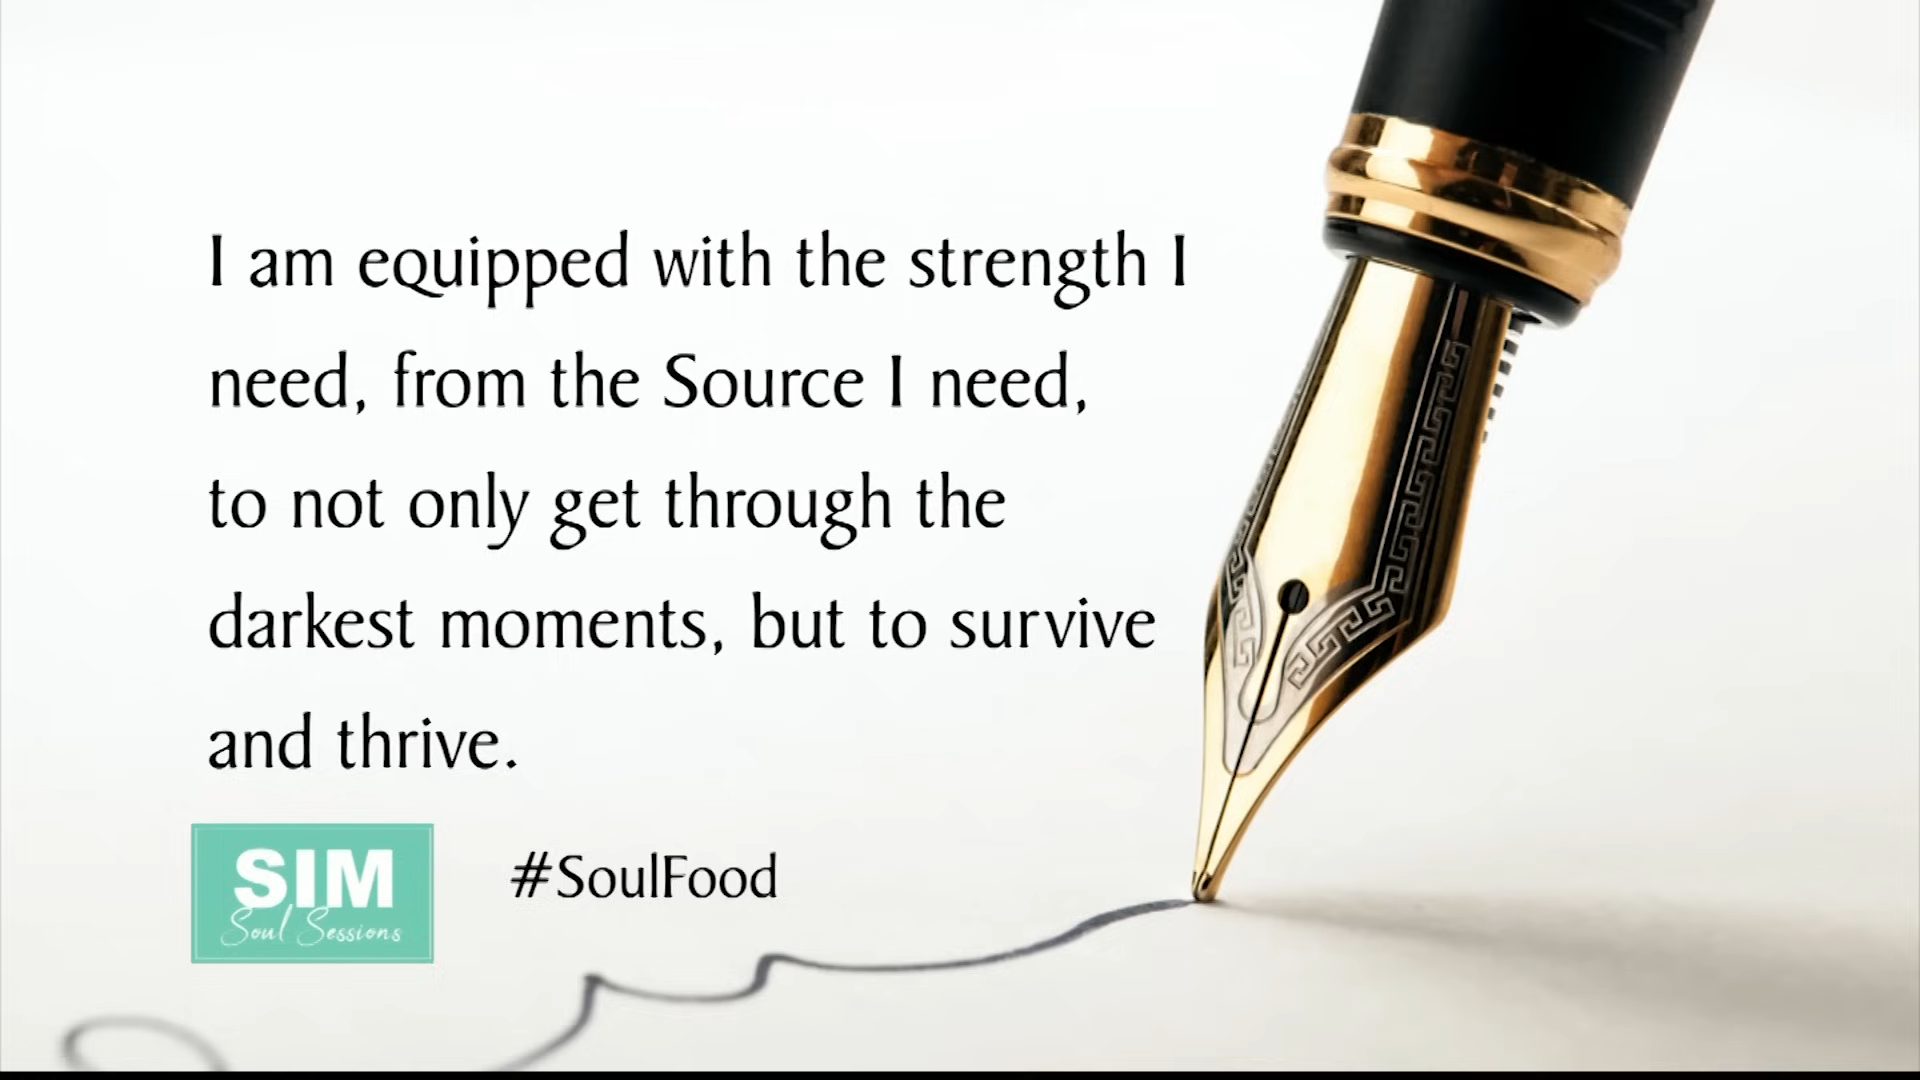 I am equipped with the strength I
need, from the Source I need,
to not only get through the
darkest moments, but to survive
and thrive.
SIM
Soul Sessions
#SoulFood